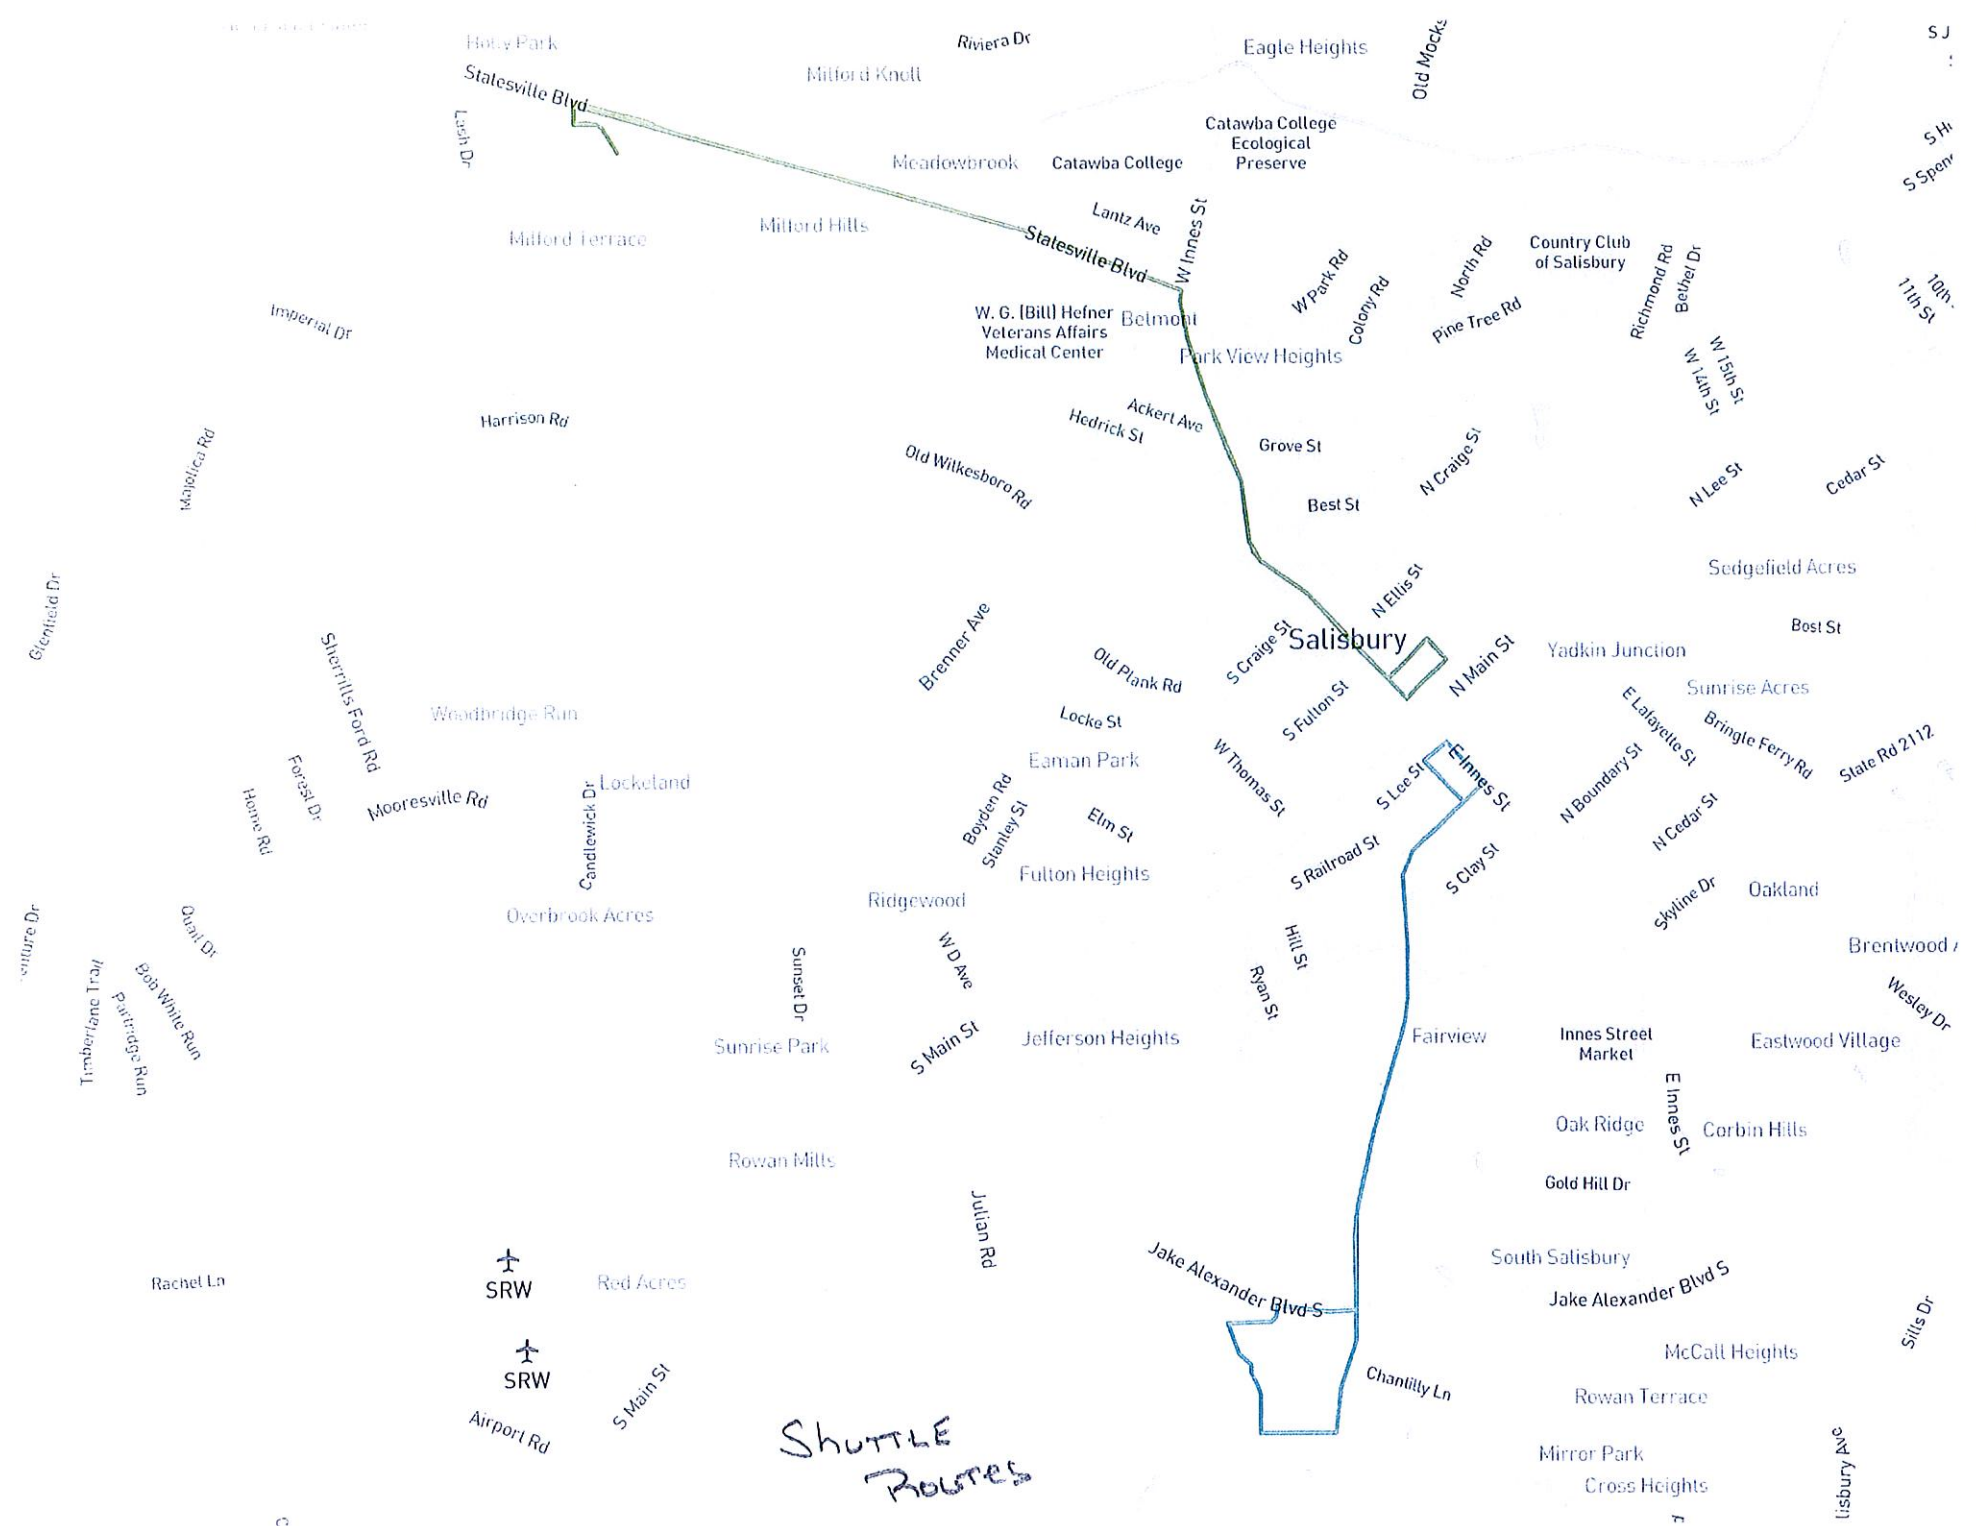 Holly Park
Riviera Dr
Eagle Heights
Old Mocks
S J
Statesville Blvd
Milford Knoll
Lash Dr
Catawba College
Ecological
Preserve
S Spen
Meadowbrook
Catawba College
Lantz Ave
W Innes St
Milford Terrace
Milford Hills
Statesville Blvd
W Park Rd
Colony Rd
North Rd
Country Club
of Salisbury
Richmond Rd
Bethel Dr
Pine Tree Rd
10th
11th St
Imperial Dr
W. G. (Bill) Hefner
Veterans Affairs
Medical Center
Belmont
Park View Heights
W 15th St
W 14th St
Harrison Rd
Ackert Ave
Hedrick St
Majolica Rd
Old Wilkesboro Rd
Grove St
N Craige St
N Lee St
Cedar St
Best St
Glenfield Dr
Sedgefield Acres
N Ellis St
Brenner Ave
Sherrills Ford Rd
S Craige St
Salisbury
Bost St
Old Plank Rd
N Main St
Yadkin Junction
Sunrise Acres
Woodbridge Run
Locke St
S Fulton St
E Lafayette St
Bringle Ferry Rd
State Rd 2112
Eaman Park
W Thomas St
S Lee St
E Innes St
N Boundary St
Forest Dr
Home Rd
Mooresville Rd
Candlewick Dr
Lockeland
Boyden Rd
Stanley St
Elm St
N Cedar St
S Railroad St
S Clay St
Fulton Heights
Ridgewood
Overbrook Acres
Skyline Dr
Oakland
Quail Dr
Hill St
Brentwood
Timberlane Trail
Partridge Run
Bob White Run
Sunset Dr
W D Ave
Ryan St
Wesley Dr
Sunrise Park
S Main St
Jefferson Heights
Fairview
Innes Street
Market
Eastwood Village
E Innes St
Oak Ridge
Corbin Hills
Rowan Mills
Gold Hill Dr
Julian Rd
Jake Alexander Blvd S
South Salisbury
Jake Alexander Blvd S
Rachel Ln
SRW
Red Acres
Sills Dr
McCall Heights
SRW
S Main St
Chantilly Ln
Rowan Terrace
Airport Rd
Shuttle
Routes
Mirror Park
Cross Heights
lisbury Ave